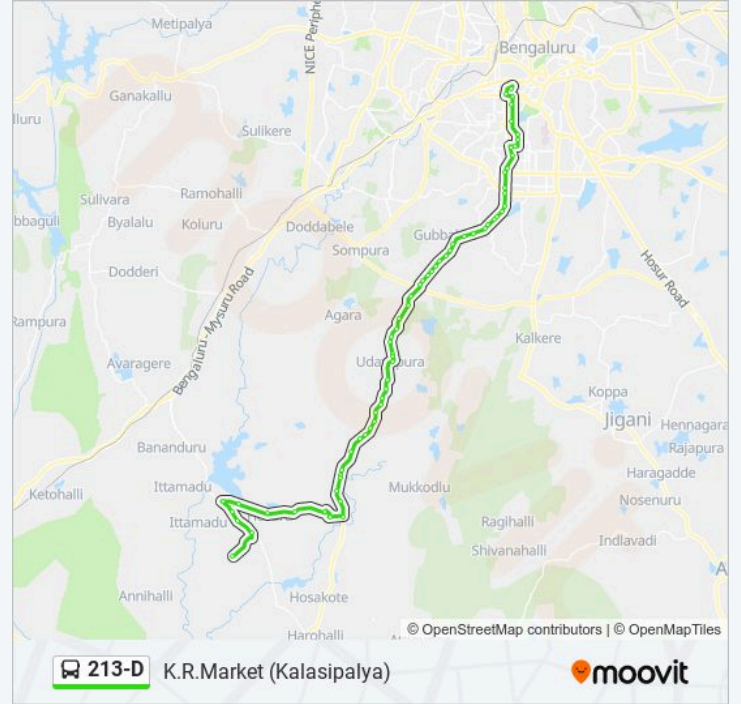 Metipalya
NICE Periphe
Bengaluru
Ganakallu
lluru
Sulikere
Sulivara
Ramohalli
bbaguli
Byalalu
Koluru
Doddabele
Gubba
Sompura
Dodderi
Hosur Road
Bengaluru - Mysuru Road
Rampura
Agara
Kalkere
Avaragere
Koppa
Jigani
Hennagara
Bananduru
Rajapura
Ittamadu
Mukkodlu
Haragadde
Ketohalli
Nosenuru
Ittamadu
Ragihalli
Indlavadi
Shivanahalli
A
Annihalli
Hosakote
Harohalli
© OpenStreetMap contributors | © OpenMapTiles
213-D K.R.Market (Kalasipalya) moovit